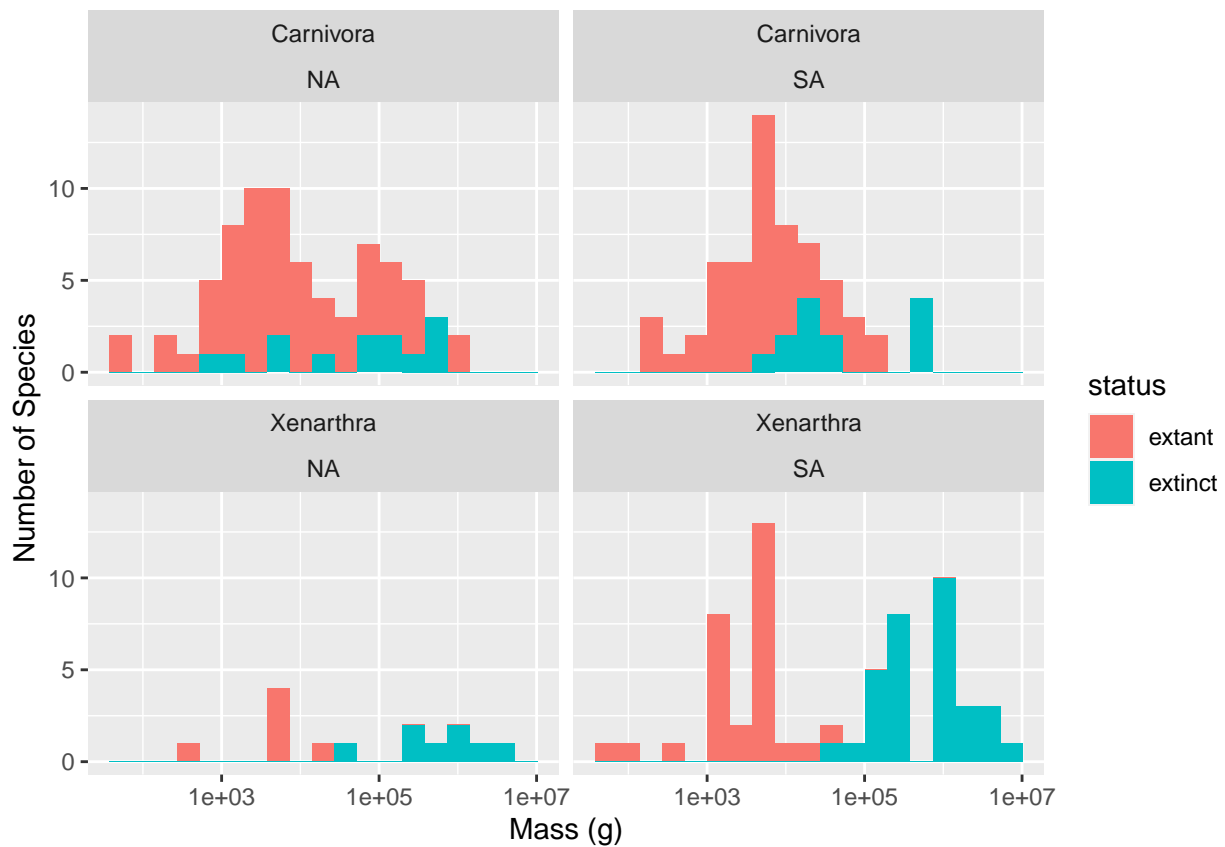 Carnivora
NA
Carnivora
SA
10
5
0
Xenarthra
NA
Xenarthra
SA
10
5
0
1e+03
1e+05
1e+07
1e+03
1e+05
1e+07
Mass (g)
Number of Species
status
extant
extinct